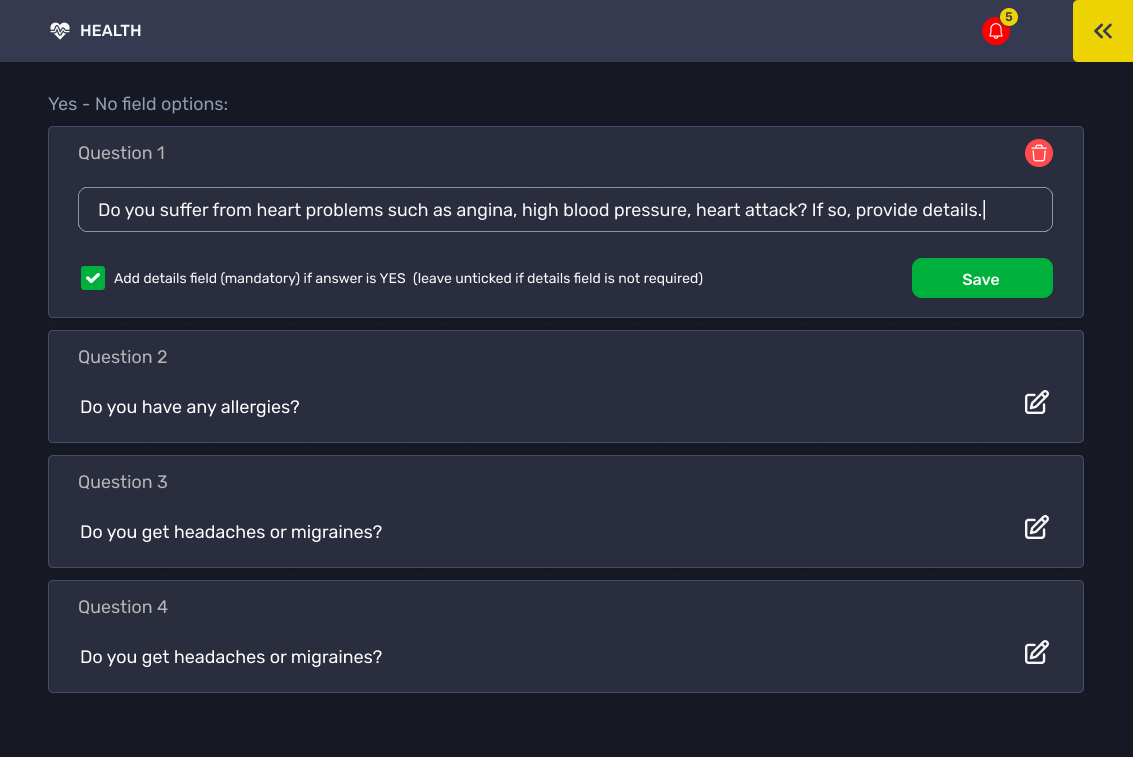 HEALTH
5
Yes - No field options:
Question 1
Do you suffer from heart problems such as angina, high blood pressure, heart attack? If so, provide details.
Add details field (mandatory) if answer is YES (leave unticked if details field is not required)
Save
Question 2
Do you have any allergies?
Question 3
Do you get headaches or migraines?
Question 4
Do you get headaches or migraines?